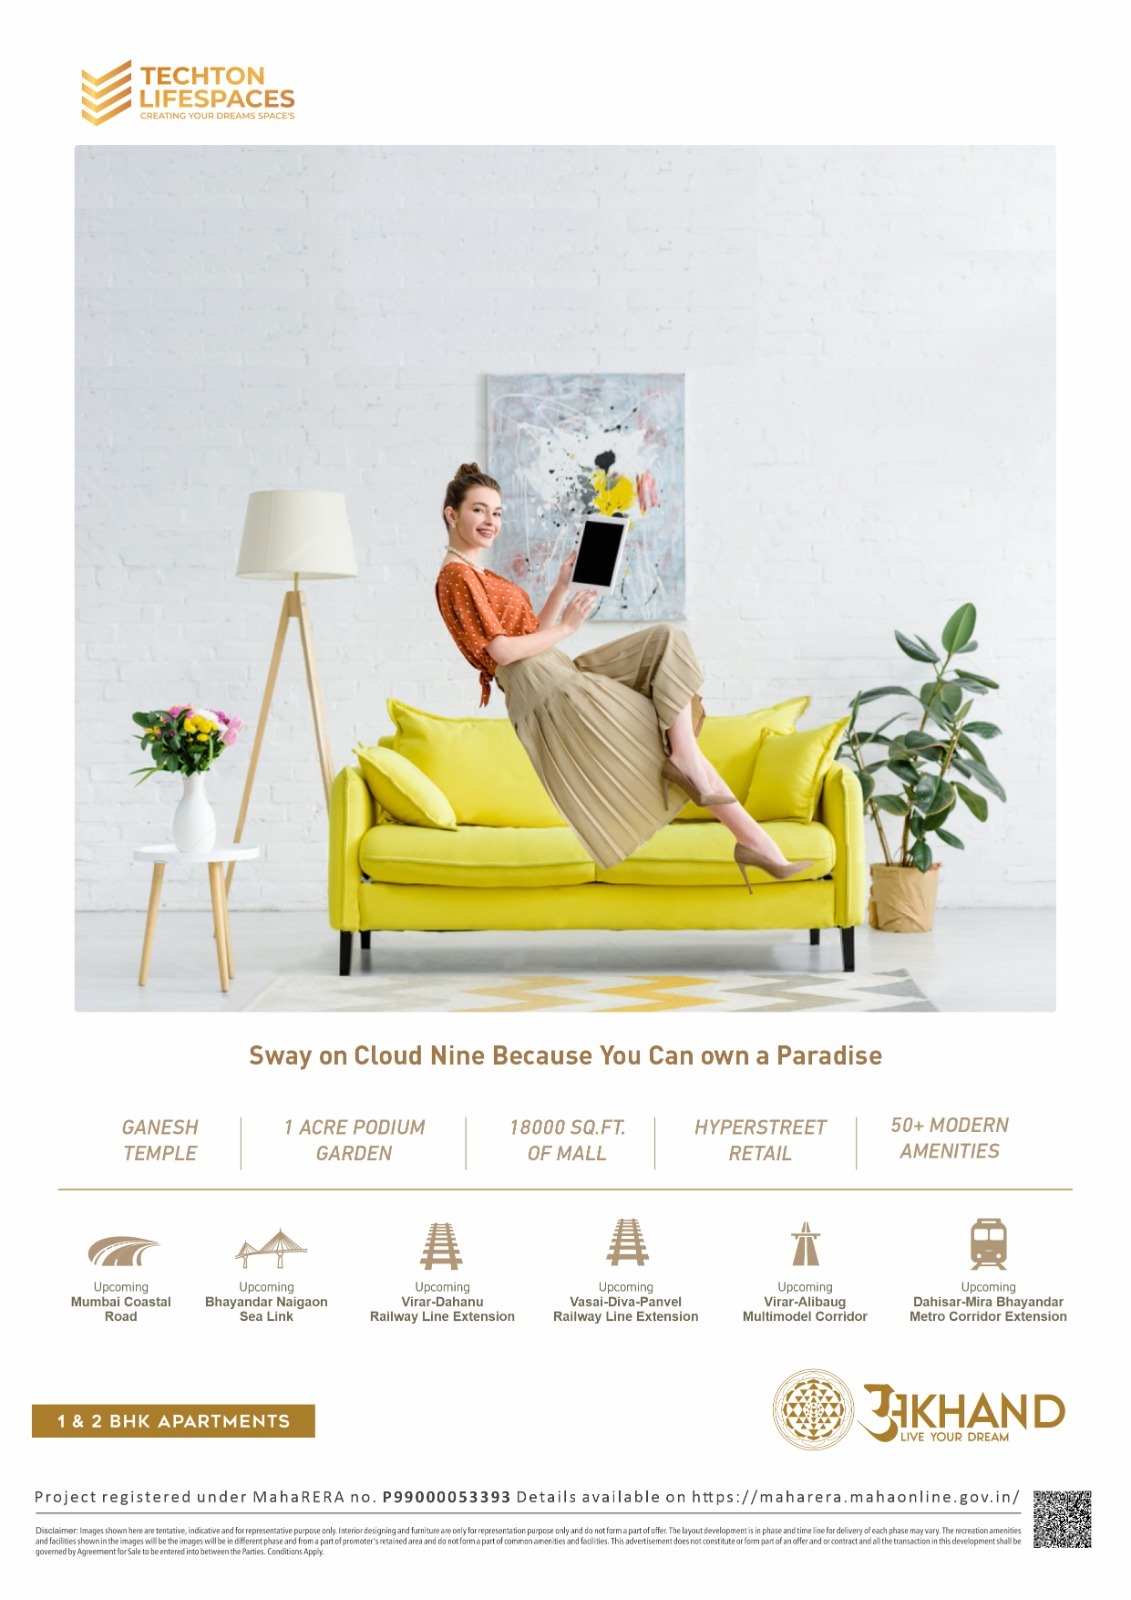 TECHTON
LIFESPACES
CREATING YOUR DREAMS SPACE'S
Sway on Cloud Nine Because You Can own a Paradise
GANESH
TEMPLE
1 ACRE PODIUM
GARDEN
18000 SQ.FT.
OF MALL
HYPERSTREET
RETAIL
50+ MODERN
AMENITIES
Upcoming
Mumbai Coastal
Road
Upcoming
Bhayandar Naigaon
Sea Link
Upcoming
Virar-Dahanu
Railway Line Extension
Upcoming
Vasai-Diva-Panvel
Railway Line Extension
Upcoming
Virar-Alibaug
Multimodel Corridor
Upcoming
Dahisar-Mira Bhayandar
Metro Corridor Extension
1 & 2 BHK APARTMENTS
अKHAND
LIVE YOUR DREAM
Project registered under MahaRERA no. P99000053393 Details available on https://maharera.mahaonline.gov.in/
Disclaimer: Images shown here are tentative, indicative and for representative purpose only. Interior designing and furniture are only for representation purpose only and do not form a part of offer. The layout development is in phase and time line for delivery of each phase may vary. The recreation amenities
and facilities shown in the images will be the images will be in different phase and from a part of promoter's retained area and do not form a part of common amenities and facilities. This advertisement does not constitute or form part of an offer and or contract and all the transaction in this development shall be
governed by Agreement for Sale to be entered into between the Parties. Conditions Apply.